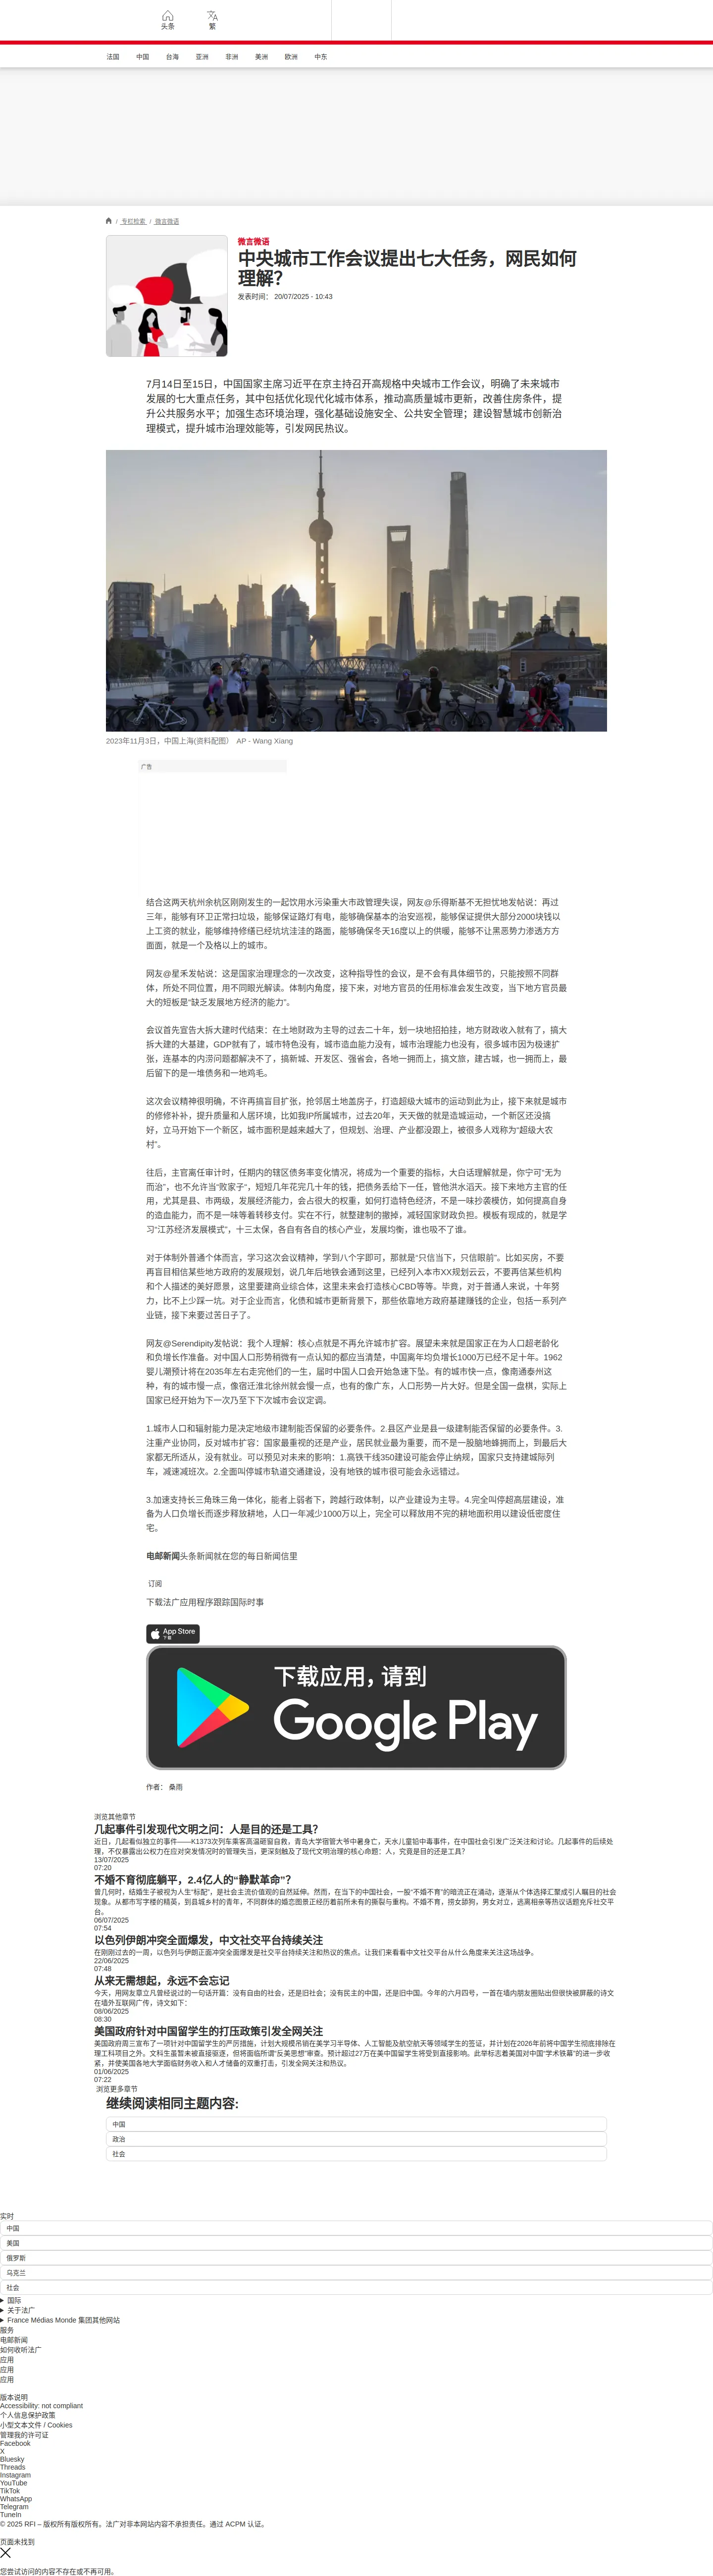 头条
繁
法国
中国
台海
亚洲
非洲
美洲
欧洲
中东
/ 专栏检索 / 微言微语
微言微语
中央城市工作会议提出七大任务，网民如何
理解？
发表时间： 20/07/2025 - 10:43
7月14日至15日，中国国家主席习近平在京主持召开高规格中央城市工作会议，明确了未来城市
发展的七大重点任务，其中包括优化现代化城市体系，推动高质量城市更新，改善住房条件，提
升公共服务水平；加强生态环境治理，强化基础设施安全、公共安全管理；建设智慧城市创新治
理模式，提升城市治理效能等，引发网民热议。
2023年11月3日，中国上海(资料配图） AP - Wang Xiang
广告
结合这两天杭州余杭区刚刚发生的一起饮用水污染重大市政管理失误，网友@乐得斯基不无担忧地发帖说：再过
三年，能够有环卫正常扫垃圾，能够保证路灯有电，能够确保基本的治安巡视，能够保证提供大部分2000块钱以
上工资的就业，能够维持修缮已经坑坑洼洼的路面，能够确保冬天16度以上的供暖，能够不让黑恶势力渗透方方
面面，就是一个及格以上的城市。
网友@星禾发帖说：这是国家治理理念的一次改变，这种指导性的会议，是不会有具体细节的，只能按照不同群
体，所处不同位置，用不同眼光解读。体制内角度，接下来，对地方官员的任用标准会发生改变，当下地方官员最
大的短板是“缺乏发展地方经济的能力”。
会议首先宣告大拆大建时代结束：在土地财政为主导的过去二十年，划一块地招拍挂，地方财政收入就有了，搞大
拆大建的大基建，GDP就有了，城市特色没有，城市造血能力没有，城市治理能力也没有，很多城市因为极速扩
张，连基本的内涝问题都解决不了，搞新城、开发区、强省会，各地一拥而上，搞文旅，建古城，也一拥而上，最
后留下的是一堆债务和一地鸡毛。
这次会议精神很明确，不许再搞盲目扩张，抢邻居土地盖房子，打造超级大城市的运动到此为止，接下来就是城市
的修修补补，提升质量和人居环境，比如我IP所属城市，过去20年，天天做的就是造城运动，一个新区还没搞
好，立马开始下一个新区，城市面积是越来越大了，但规划、治理、产业都没跟上，被很多人戏称为“超级大农
村”。
往后，主官离任审计时，任期内的辖区债务率变化情况，将成为一个重要的指标，大白话理解就是，你宁可“无为
而治”，也不允许当“败家子”，短短几年花完几十年的钱，把债务丢给下一任，管他洪水滔天。接下来地方主官的任
用，尤其是县、市两级，发展经济能力，会占很大的权重，如何打造特色经济，不是一味抄袭模仿，如何提高自身
的造血能力，而不是一味等着转移支付。实在不行，就整建制的撤掉，减轻国家财政负担。模板有现成的，就是学
习“江苏经济发展模式”，十三太保，各自有各自的核心产业，发展均衡，谁也吸不了谁。
对于体制外普通个体而言，学习这次会议精神，学到八个字即可，那就是“只信当下，只信眼前”。比如买房，不要
再盲目相信某些地方政府的发展规划，说几年后地铁会通到这里，已经列入本市XX规划云云，不要再信某些机构
和个人描述的美好愿景，这里要建商业综合体，这里未来会打造核心CBD等等。毕竟，对于普通人来说，十年努
力，比不上少踩一坑。对于企业而言，化债和城市更新背景下，那些依靠地方政府基建赚钱的企业，包括一系列产
业链，接下来要过苦日子了。
网友@Serendipity发帖说：我个人理解：核心点就是不再允许城市扩容。展望未来就是国家正在为人口超老龄化
和负增长作准备。对中国人口形势稍微有一点认知的都应当清楚，中国离年均负增长1000万已经不足十年。1962
婴儿潮预计将在2035年左右走完他们的一生，届时中国人口会开始急速下坠。有的城市快一点，像南通泰州这
种，有的城市慢一点，像宿迁淮北徐州就会慢一点，也有的像广东，人口形势一片大好。但是全国一盘棋，实际上
国家已经开始为下一次乃至下下次城市会议定调。
1.城市人口和辐射能力是决定地级市建制能否保留的必要条件。2.县区产业是县一级建制能否保留的必要条件。3.
注重产业协同，反对城市扩容：国家最重视的还是产业，居民就业最为重要，而不是一股脑地蜂拥而上，到最后大
家都无所适从，没有就业。可以预见对未来的影响：1.高铁干线350建设可能会停止纳规，国家只支持建城际列
车，减速减班次。2.全面叫停城市轨道交通建设，没有地铁的城市很可能会永远错过。
3.加速支持长三角珠三角一体化，能者上弱者下，跨越行政体制，以产业建设为主导。4.完全叫停超高层建设，准
备为人口负增长而逐步释放耕地，人口一年减少1000万以上，完全可以释放用不完的耕地面积用以建设低密度住
宅。
电邮新闻头条新闻就在您的每日新闻信里
订阅
下载法广应用程序跟踪国际时事
App Store
下载
下载应用，请到
Google Play
作者： 桑雨
浏览其他章节
几起事件引发现代文明之问：人是目的还是工具？
近日，几起看似独立的事件——K1373次列车乘客高温砸窗自救，青岛大学宿管大爷中暑身亡，天水儿童铅中毒事件，在中国社会引发广泛关注和讨论。几起事件的后续处
理，不仅暴露出公权力在应对突发情况时的管理失当，更深刻触及了现代文明治理的核心命题：人，究竟是目的还是工具？
13/07/2025
07:20
不婚不育彻底躺平，2.4亿人的“静默革命”？
曾几何时，结婚生子被视为人生“标配”，是社会主流价值观的自然延伸。然而，在当下的中国社会，一股“不婚不育”的暗流正在涌动，逐渐从个体选择汇聚成引人瞩目的社会
现象。从都市写字楼的精英，到县城乡村的青年，不同群体的婚恋图景正经历着前所未有的撕裂与重构。不婚不育，捞女舔狗，男女对立，逃离相亲等热议话题充斥社交平
台。
06/07/2025
07:54
以色列伊朗冲突全面爆发，中文社交平台持续关注
在刚刚过去的一周，以色列与伊朗正面冲突全面爆发是社交平台持续关注和热议的焦点。让我们来看看中文社交平台从什么角度来关注这场战争。
22/06/2025
07:48
从来无需想起，永远不会忘记
今天，用网友章立凡曾经说过的一句话开篇：没有自由的社会，还是旧社会；没有民主的中国，还是旧中国。今年的六月四号，一首在墙内朋友圈贴出但很快被屏蔽的诗文
在墙外互联网广传，诗文如下：
08/06/2025
08:30
美国政府针对中国留学生的打压政策引发全网关注
美国政府周三宣布了一项针对中国留学生的严厉措施，计划大规模吊销在美学习半导体、人工智能及航空航天等领域学生的签证，并计划在2026年前将中国学生彻底排除在
理工科项目之外。文科生虽暂未被直接驱逐，但将面临所谓“反美思想”审查。预计超过27万在美中国留学生将受到直接影响。此举标志着美国对中国“学术铁幕”的进一步收
紧，并使美国各地大学面临财务收入和人才储备的双重打击，引发全网关注和热议。
01/06/2025
07:22
浏览更多章节
继续阅读相同主题内容:
中国
政治
社会
实时
中国
美国
俄罗斯
乌克兰
社会
国际
关于法广
France Médias Monde 集团其他网站
服务
电邮新闻
如何收听法广
应用
应用
应用
版本说明
Accessibility: not compliant
个人信息保护政策
小型文本文件 / Cookies
管理我的许可证
Facebook
X
Bluesky
Threads
Instagram
YouTube
TikTok
WhatsApp
Telegram
TuneIn
© 2025 RFI – 版权所有版权所有。法广对非本网站内容不承担责任。通过 ACPM 认证。
页面未找到
您尝试访问的内容不存在或不再可用。